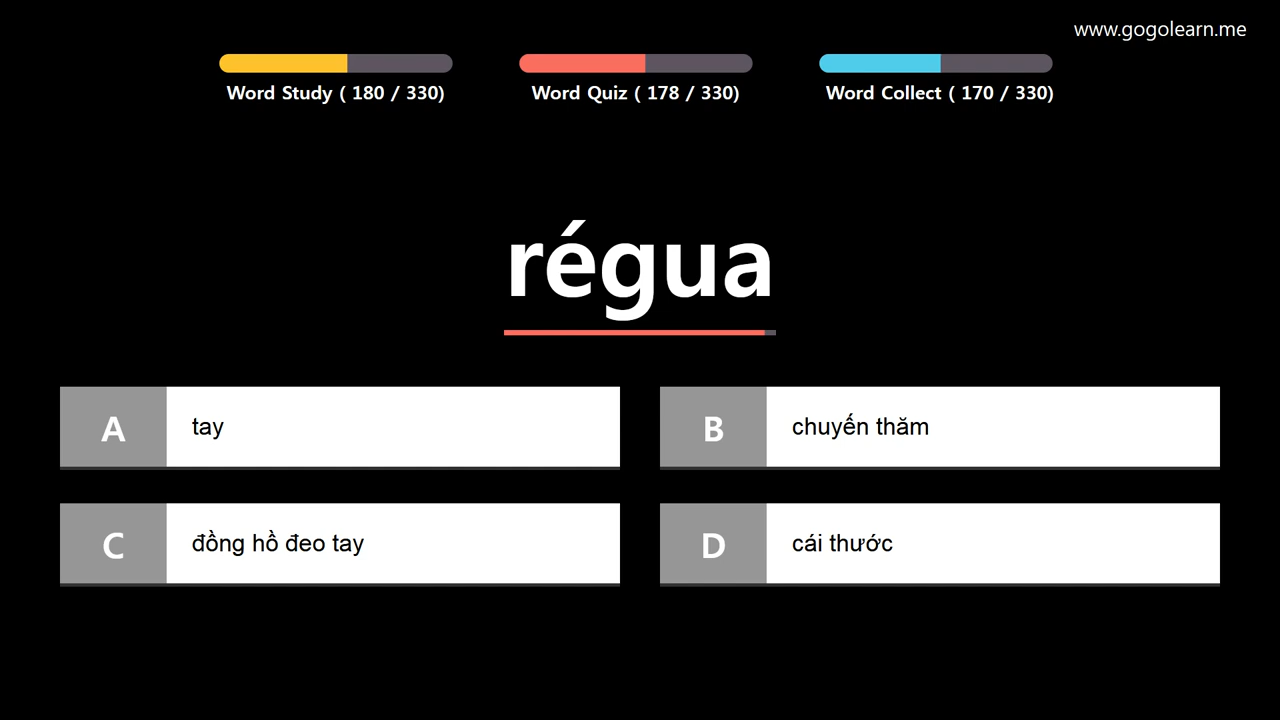 www.gogolearn.me
Word Study ( 180 / 330)
Word Quiz ( 178 / 330)
Word Collect ( 170 / 330)
régua
A
tay
B
chuyến thăm
C
đồng hồ đeo tay
D
cái thước